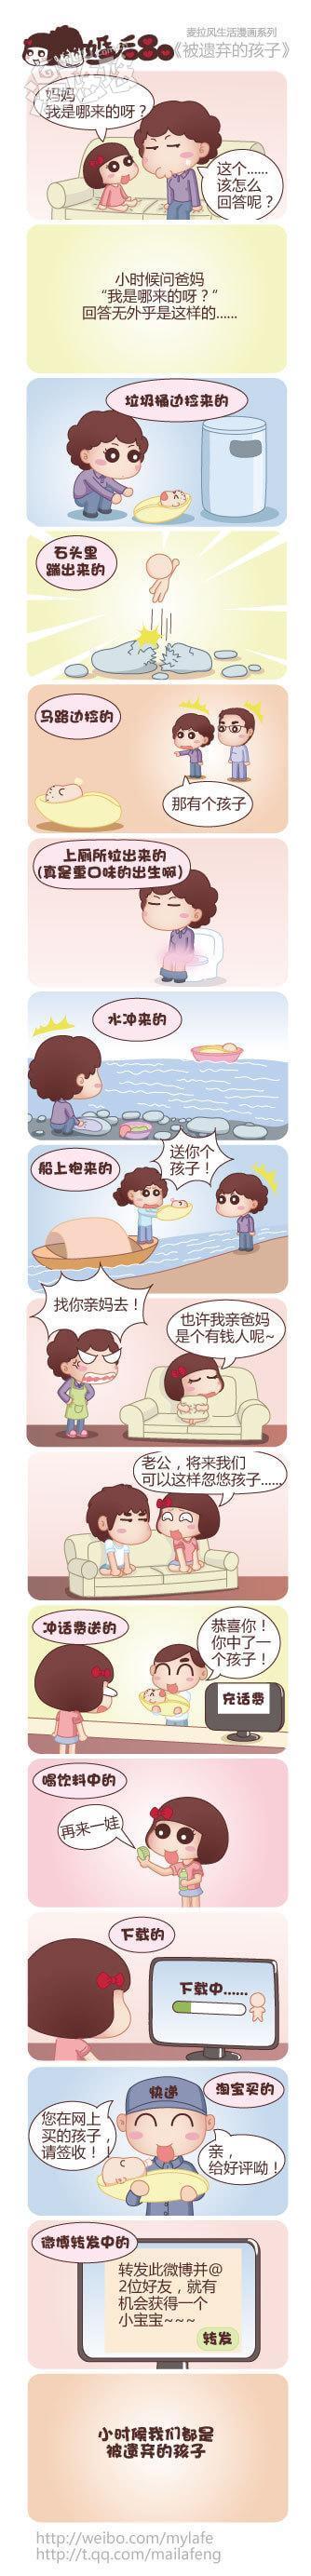 麦拉风生活漫画系列
婚后80
《被遗弃的孩子》
妈妈
我是哪来的呀？
这个……
该怎么
回答呢？
小时候问爸妈
“我是哪来的呀？”
回答无外乎是这样的……
垃圾桶边捡来的
石头里
蹦出来的
马路边捡的
那有个孩子
上厕所拉出来的
(真是重口味的出生啊)
水冲来的
船上抱来的
送你个
孩子！
找你亲妈去！
也许我亲爸妈
是个有钱人呢~
老公，将来我们
可以这样忽悠孩子……
冲话费送的
恭喜你！
你中了一
个孩子！
充话费
喝饮料中的
再来一娃
下载的
下载中……
快递
淘宝买的
您在网上
买的孩子，
请签收！！
亲，
给好评呦！
微博转发中的
转发此微博并@
2位好友，就有
机会获得一个
小宝宝~~~
转发
小时候我们都是
被遗弃的孩子
http://weibo.com/mylafe
http://t.qq.com/mailafeng